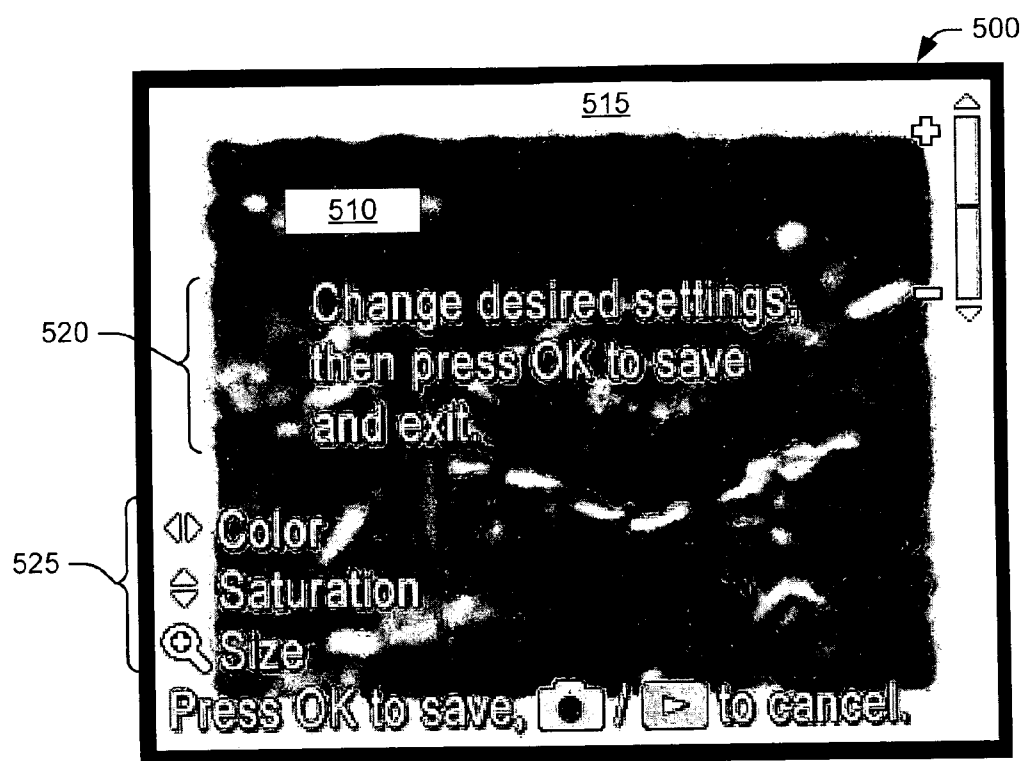 500
515
510
520
Change desired settings,
then press OK to save
and exit.
525
Color
Saturation
Size
Press OK to save, / to cancel.